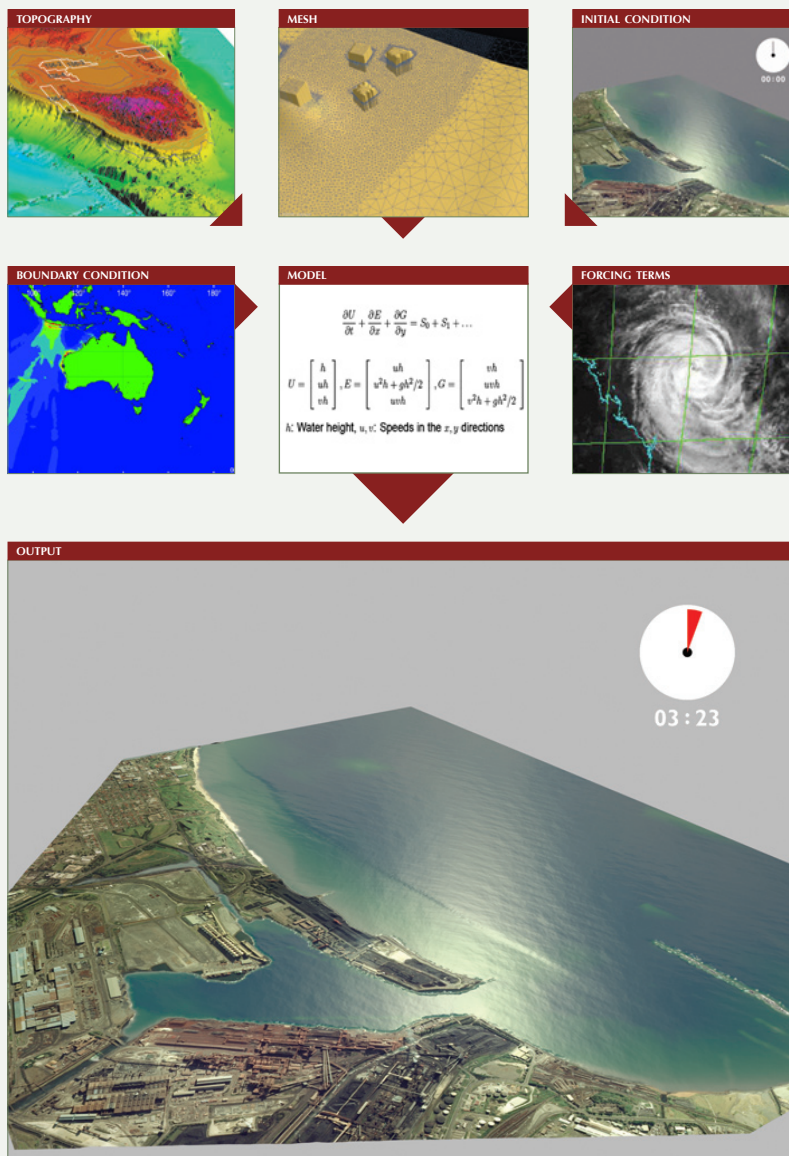 TOPOGRAPHY
MESH
INITIAL CONDITION
00:00
BOUNDARY CONDITION
MODEL
FORCING TERMS
120° 140° 160° 180°
∂U/∂t + ∂E/∂x + ∂G/∂y = S₀ + S₁ + …
U = [h; uh; vh], E = [uh; u²h + gh²/2; uvh], G = [vh; uvh; v²h + gh²/2]
h: Water height, u, v: Speeds in the x, y directions
OUTPUT
03:23